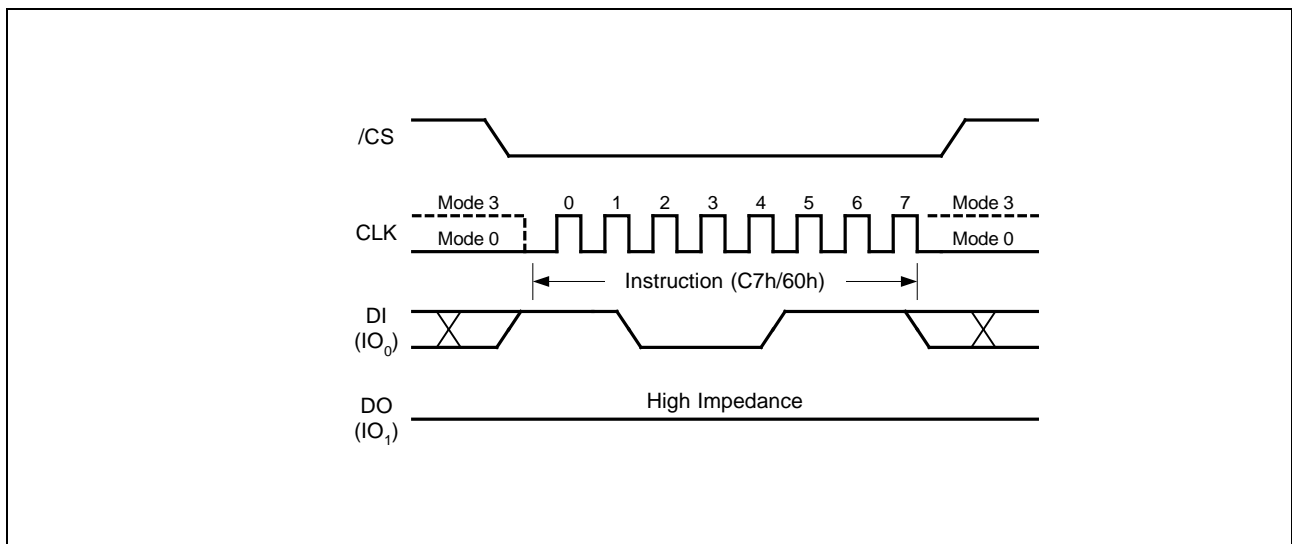 /CS
Mode 3 0 1 2 3 4 5 6 7 Mode 3
CLK
Mode 0 Mode 0
Instruction (C7h/60h)
DI
(IO₀)
High Impedance
DO
(IO₁)